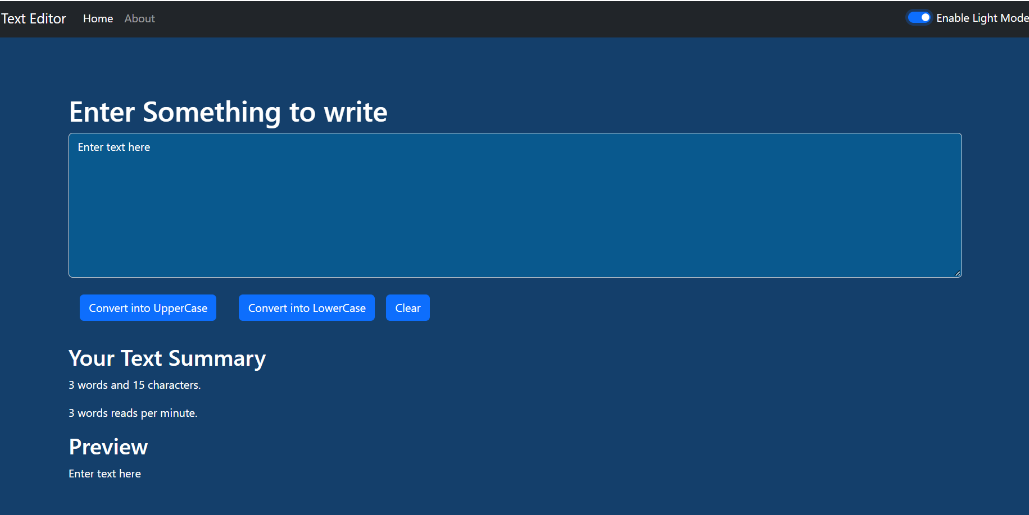 Text Editor Home About Enable Light Mode
Enter Something to write
Enter text here
Convert into UpperCase Convert into LowerCase Clear
Your Text Summary
3 words and 15 characters.
3 words reads per minute.
Preview
Enter text here